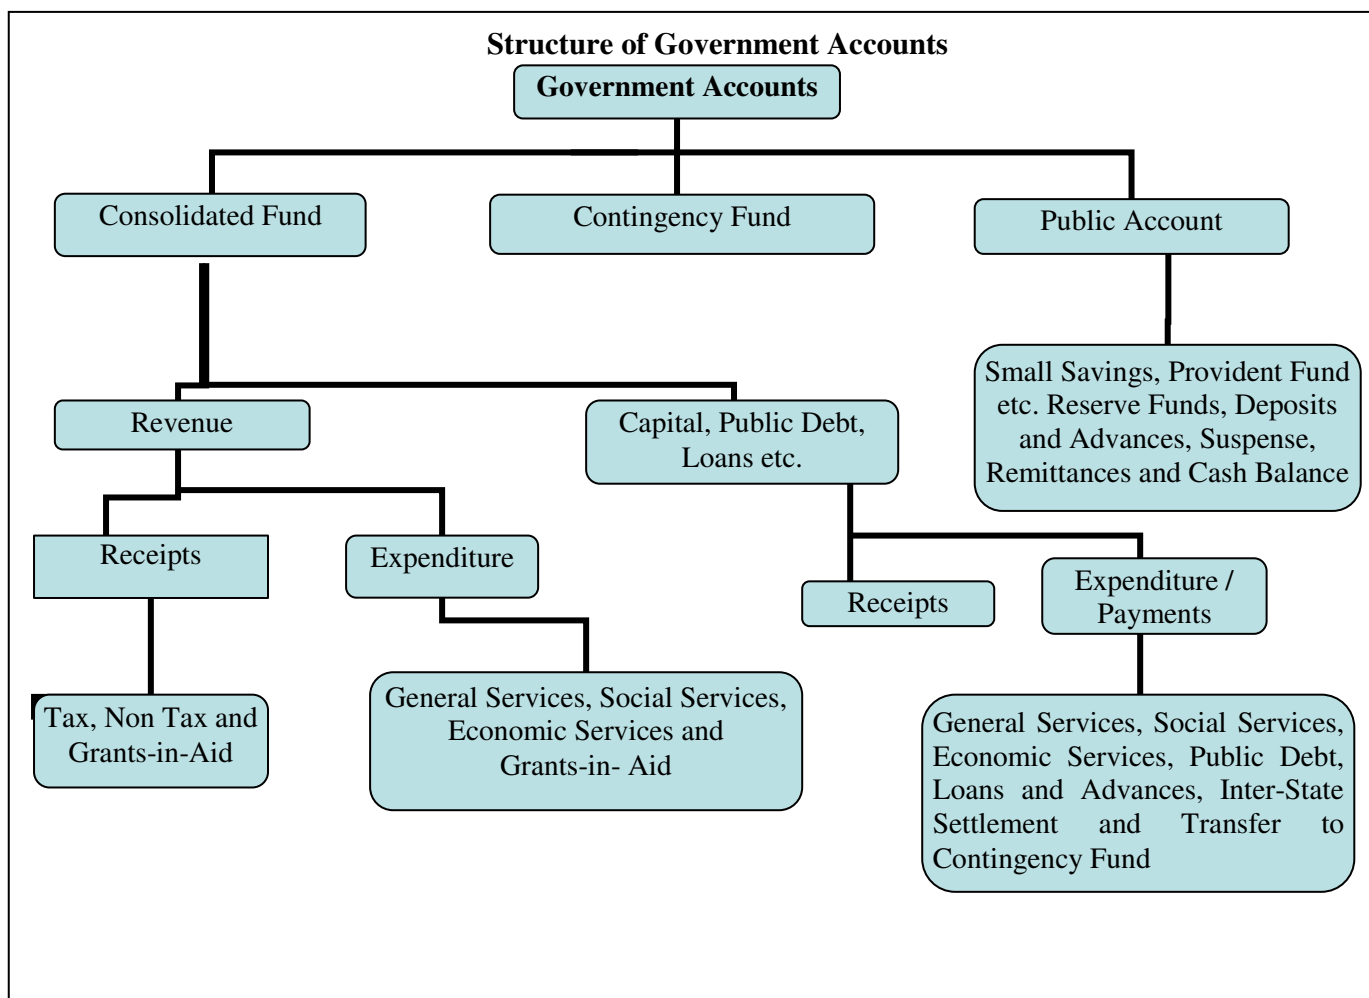 Structure of Government Accounts
Government Accounts
Consolidated Fund
Contingency Fund
Public Account
Small Savings, Provident Fund
etc. Reserve Funds, Deposits
and Advances, Suspense,
Remittances and Cash Balance
Revenue
Capital, Public Debt,
Loans etc.
Receipts
Expenditure
Receipts
Expenditure /
Payments
Tax, Non Tax and
Grants-in-Aid
General Services, Social Services,
Economic Services and
Grants-in- Aid
General Services, Social Services,
Economic Services, Public Debt,
Loans and Advances, Inter-State
Settlement and Transfer to
Contingency Fund